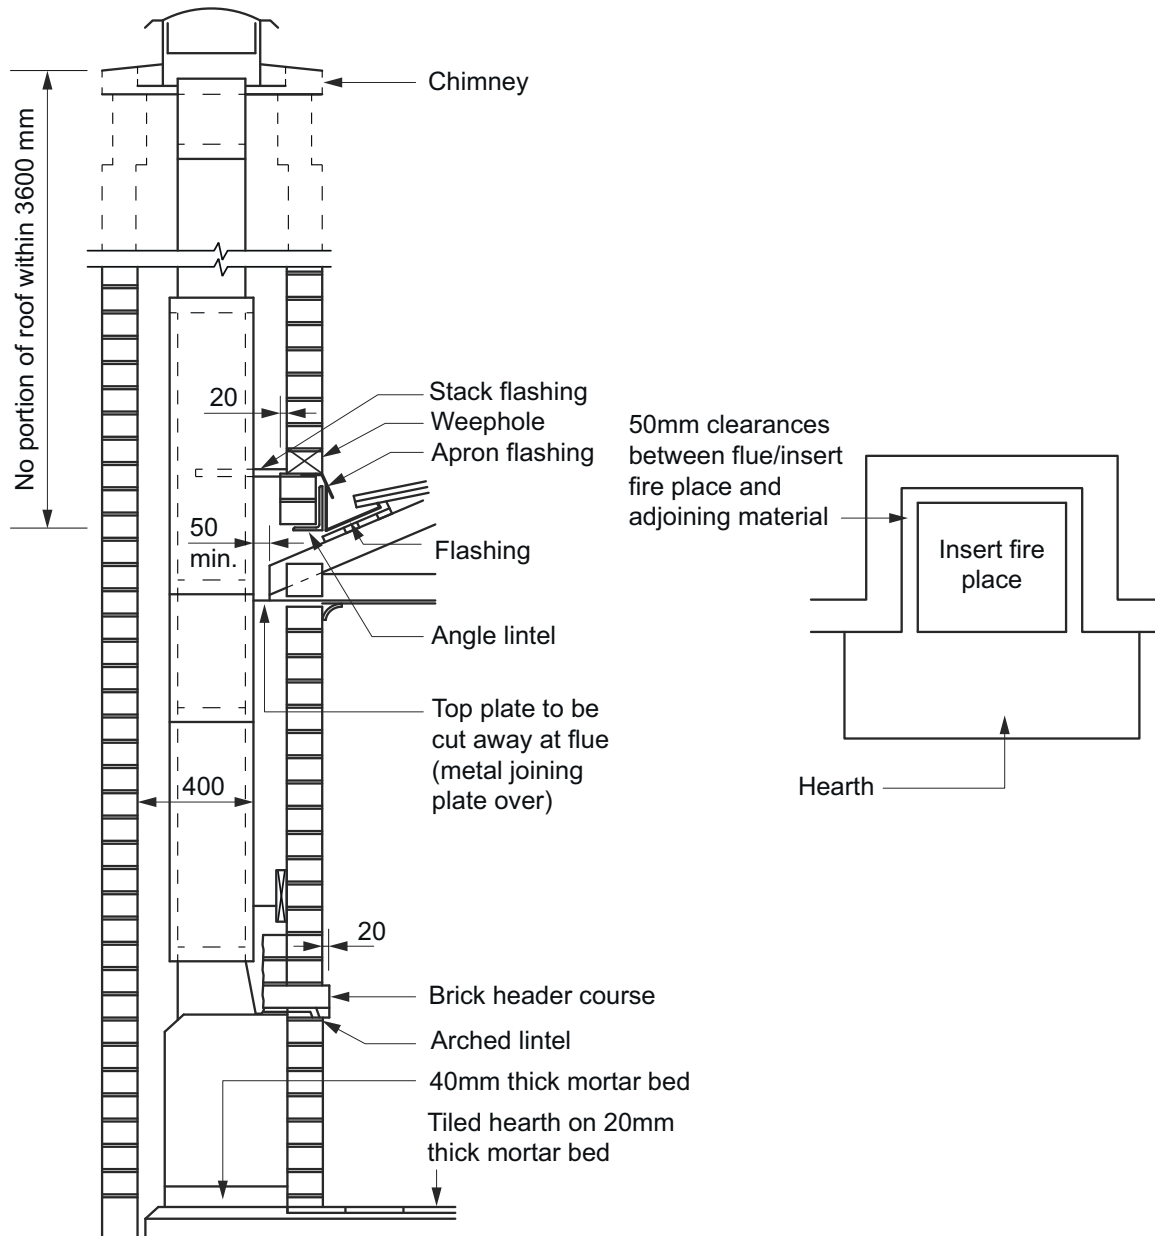 Chimney
No portion of roof within 3600 mm
20
Stack flashing
Weephole
Apron flashing
50
min.
Flashing
Angle lintel
Top plate to be
cut away at flue
(metal joining
plate over)
400
20
Brick header course
Arched lintel
40mm thick mortar bed
Tiled hearth on 20mm
thick mortar bed
50mm clearances
between flue/insert
fire place and
adjoining material
Insert fire
place
Hearth